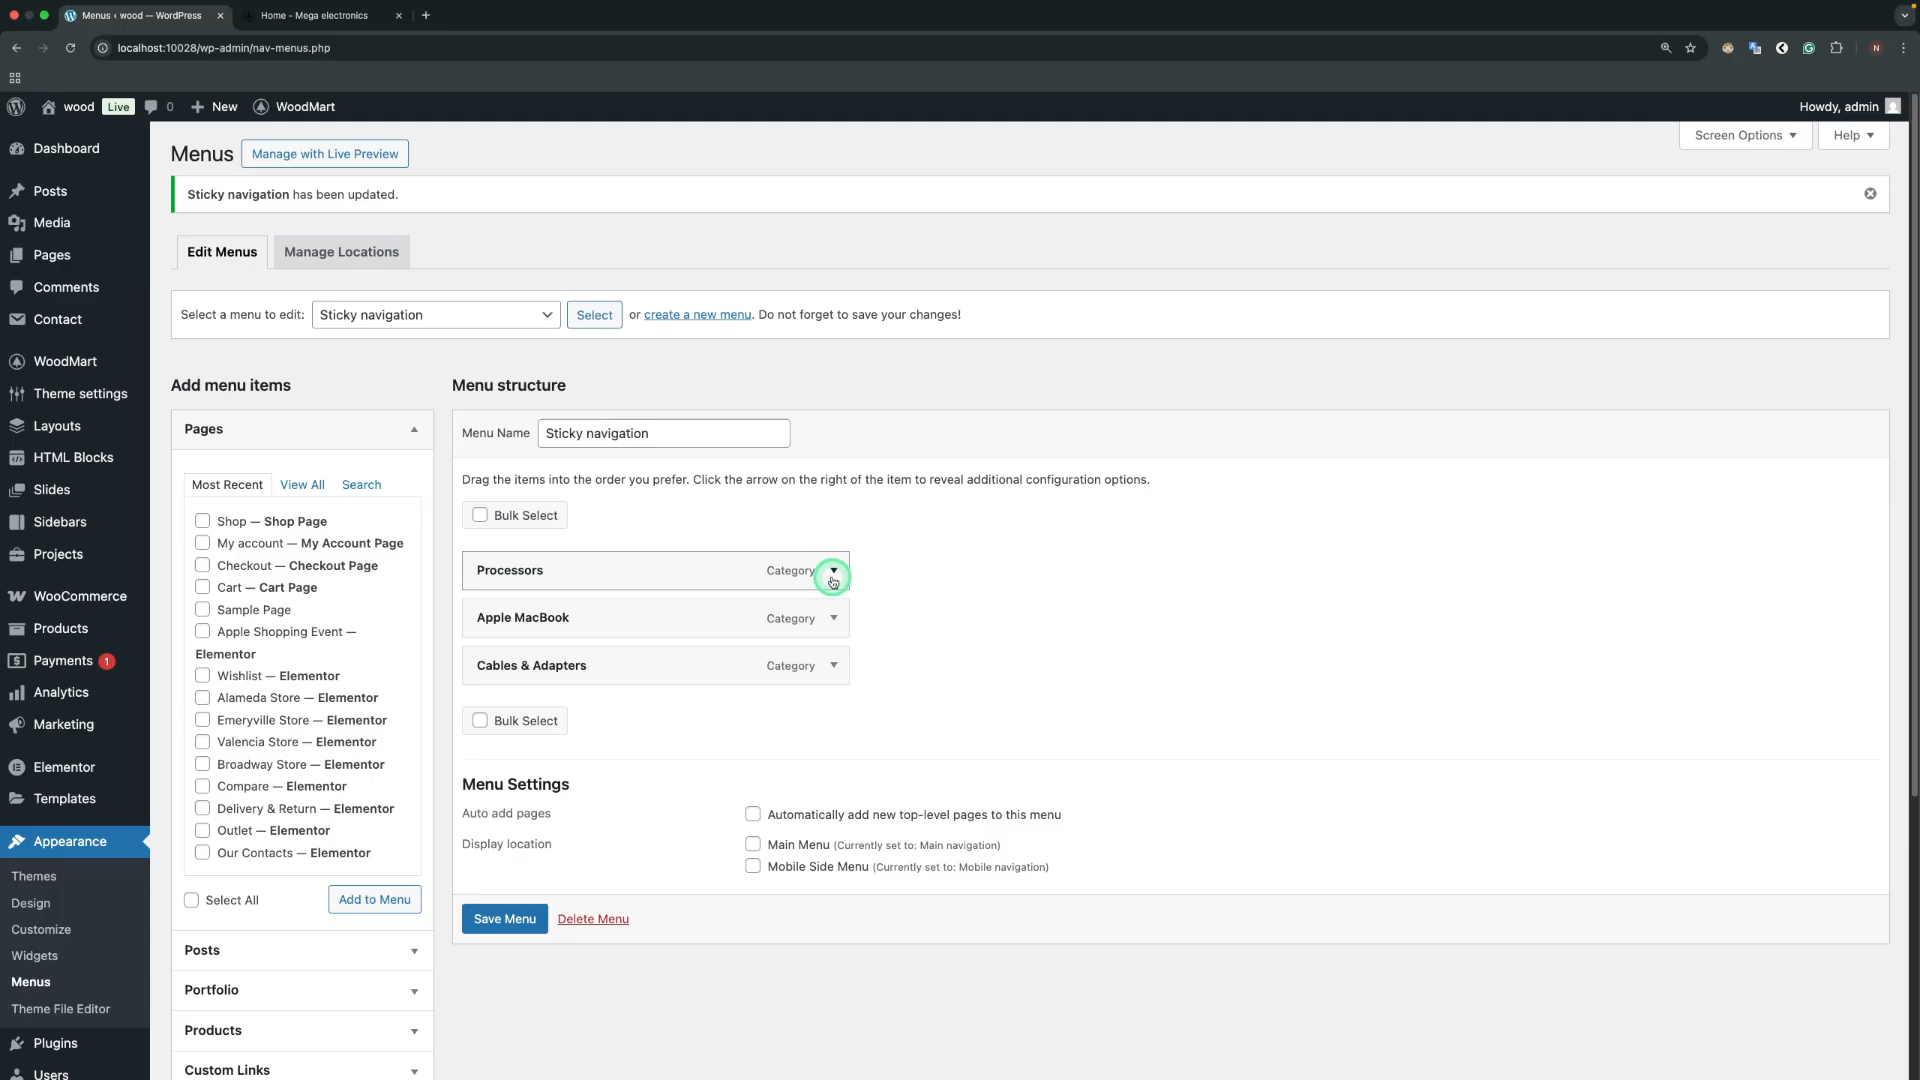 Menus ‹ wood — WordPress
Home - Mega electronics
localhost:10028/wp-admin/nav-menus.php
N
wood Live 0 New WoodMart
Howdy, admin
Dashboard
Posts
Media
Pages
Comments
Contact
WoodMart
Theme settings
Layouts
HTML Blocks
Slides
Sidebars
Projects
WooCommerce
Products
Payments 1
Analytics
Marketing
Elementor
Templates
Appearance
Themes
Design
Customize
Widgets
Menus
Theme File Editor
Plugins
Users
Screen Options
Help
Menus
Manage with Live Preview
Sticky navigation has been updated.
Edit Menus
Manage Locations
Select a menu to edit: Sticky navigation Select or create a new menu. Do not forget to save your changes!
Add menu items
Pages
Most Recent View All Search
Shop — Shop Page
My account — My Account Page
Checkout — Checkout Page
Cart — Cart Page
Sample Page
Apple Shopping Event —
Elementor
Wishlist — Elementor
Alameda Store — Elementor
Emeryville Store — Elementor
Valencia Store — Elementor
Broadway Store — Elementor
Compare — Elementor
Delivery & Return — Elementor
Outlet — Elementor
Our Contacts — Elementor
Select All
Add to Menu
Posts
Portfolio
Products
Custom Links
Menu structure
Menu Name Sticky navigation
Drag the items into the order you prefer. Click the arrow on the right of the item to reveal additional configuration options.
Bulk Select
Processors Category
Apple MacBook Category
Cables & Adapters Category
Bulk Select
Menu Settings
Auto add pages
Automatically add new top-level pages to this menu
Display location
Main Menu (Currently set to: Main navigation)
Mobile Side Menu (Currently set to: Mobile navigation)
Save Menu
Delete Menu